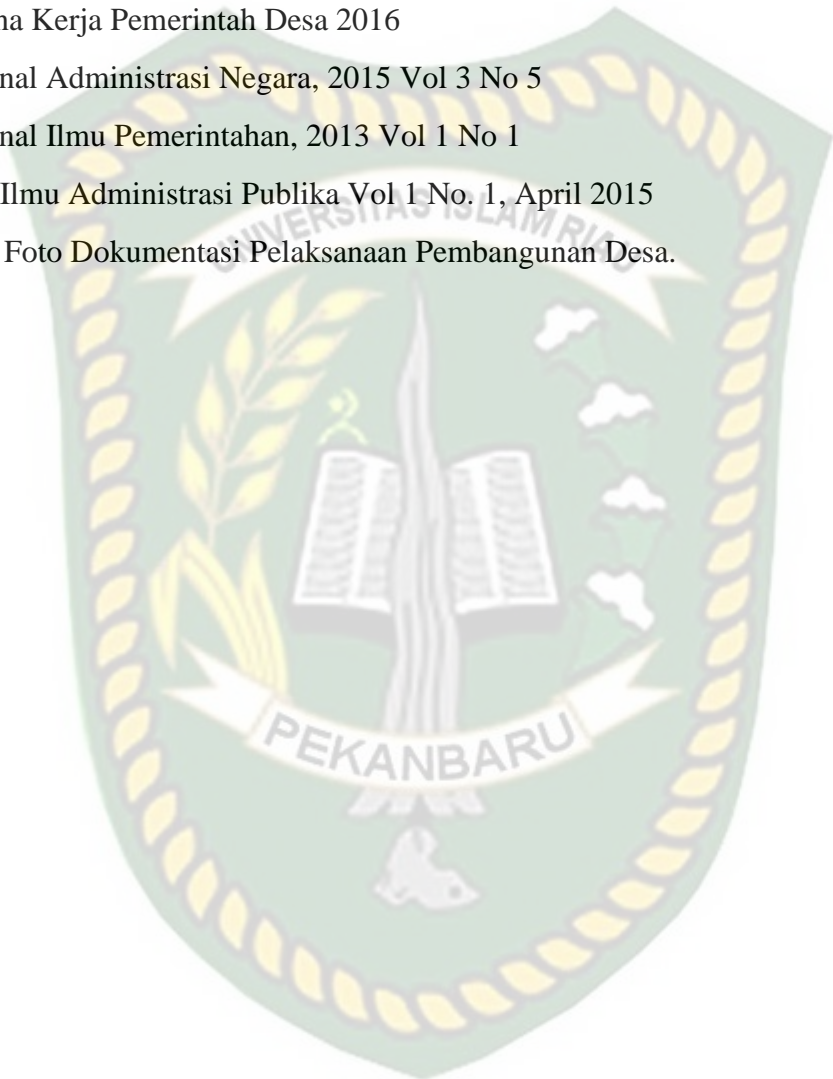 na Kerja Pemerintah Desa 2016
nal Administrasi Negara, 2015 Vol 3 No 5
nal Ilmu Pemerintahan, 2013 Vol 1 No 1
Ilmu Administrasi Publika Vol 1 No. 1, April 2015
Foto Dokumentasi Pelaksanaan Pembangunan Desa.
UNIVERSITAS ISLAM RIAU
PEKANBARU